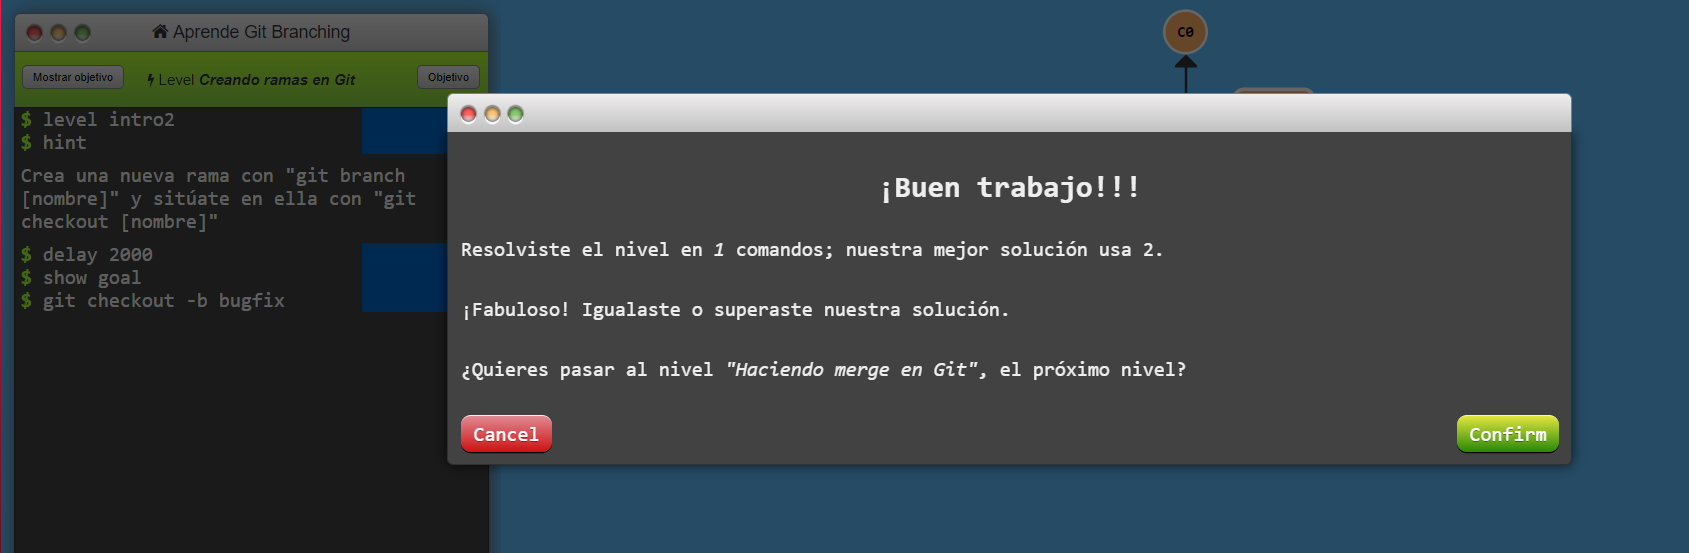 Aprende Git Branching
Mostrar objetivo
Level Creando ramas en Git
Objetivo
$ level intro2
$ hint
Crea una nueva rama con "git branch
[nombre]" y sitúate en ella con "git
checkout [nombre]"
$ delay 2000
$ show goal
$ git checkout -b bugfix
C0
¡Buen trabajo!!!
Resolviste el nivel en 1 comandos; nuestra mejor solución usa 2.
¡Fabuloso! Igualaste o superaste nuestra solución.
¿Quieres pasar al nivel "Haciendo merge en Git", el próximo nivel?
Cancel
Confirm